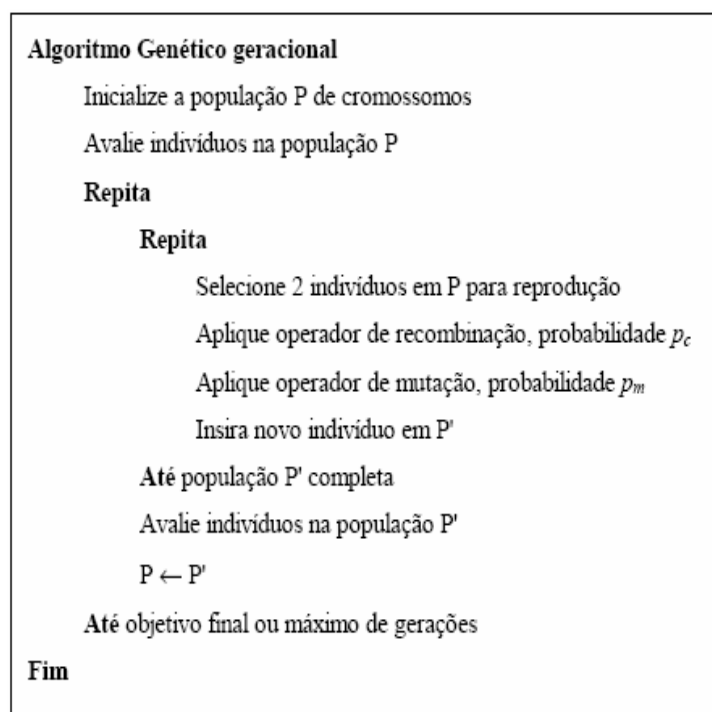 Algoritmo Genético geracional
Inicialize a população P de cromossomos
Avalie indivíduos na população P
Repita
Repita
Selecione 2 indivíduos em P para reprodução
Aplique operador de recombinação, probabilidade pc
Aplique operador de mutação, probabilidade pm
Insira novo indivíduo em P'
Até população P' completa
Avalie indivíduos na população P'
P ← P'
Até objetivo final ou máximo de gerações
Fim